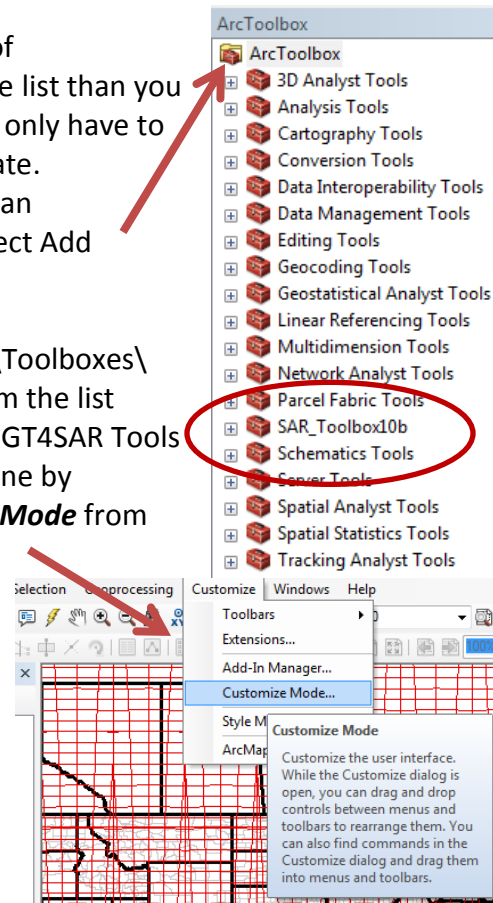 of
e list than you
only have to
ate.
an
ect Add
\Toolboxes\
m the list
GT4SAR Tools
ne by
Mode from
ArcToolbox
ArcToolbox
3D Analyst Tools
Analysis Tools
Cartography Tools
Conversion Tools
Data Interoperability Tools
Data Management Tools
Editing Tools
Geocoding Tools
Geostatistical Analyst Tools
Linear Referencing Tools
Multidimension Tools
Network Analyst Tools
Parcel Fabric Tools
SAR_Toolbox10b
Schematics Tools
Server Tools
Spatial Analyst Tools
Spatial Statistics Tools
Tracking Analyst Tools
Selection Geoprocessing Customize Windows Help
Toolbars
Extensions...
100%
Add-In Manager...
Customize Mode...
Style M
ArcMap
Customize Mode
Customize the user interface.
While the Customize dialog is
open, you can drag and drop
controls between menus and
toolbars to rearrange them. You
can also find commands in the
Customize dialog and drag them
into menus and toolbars.